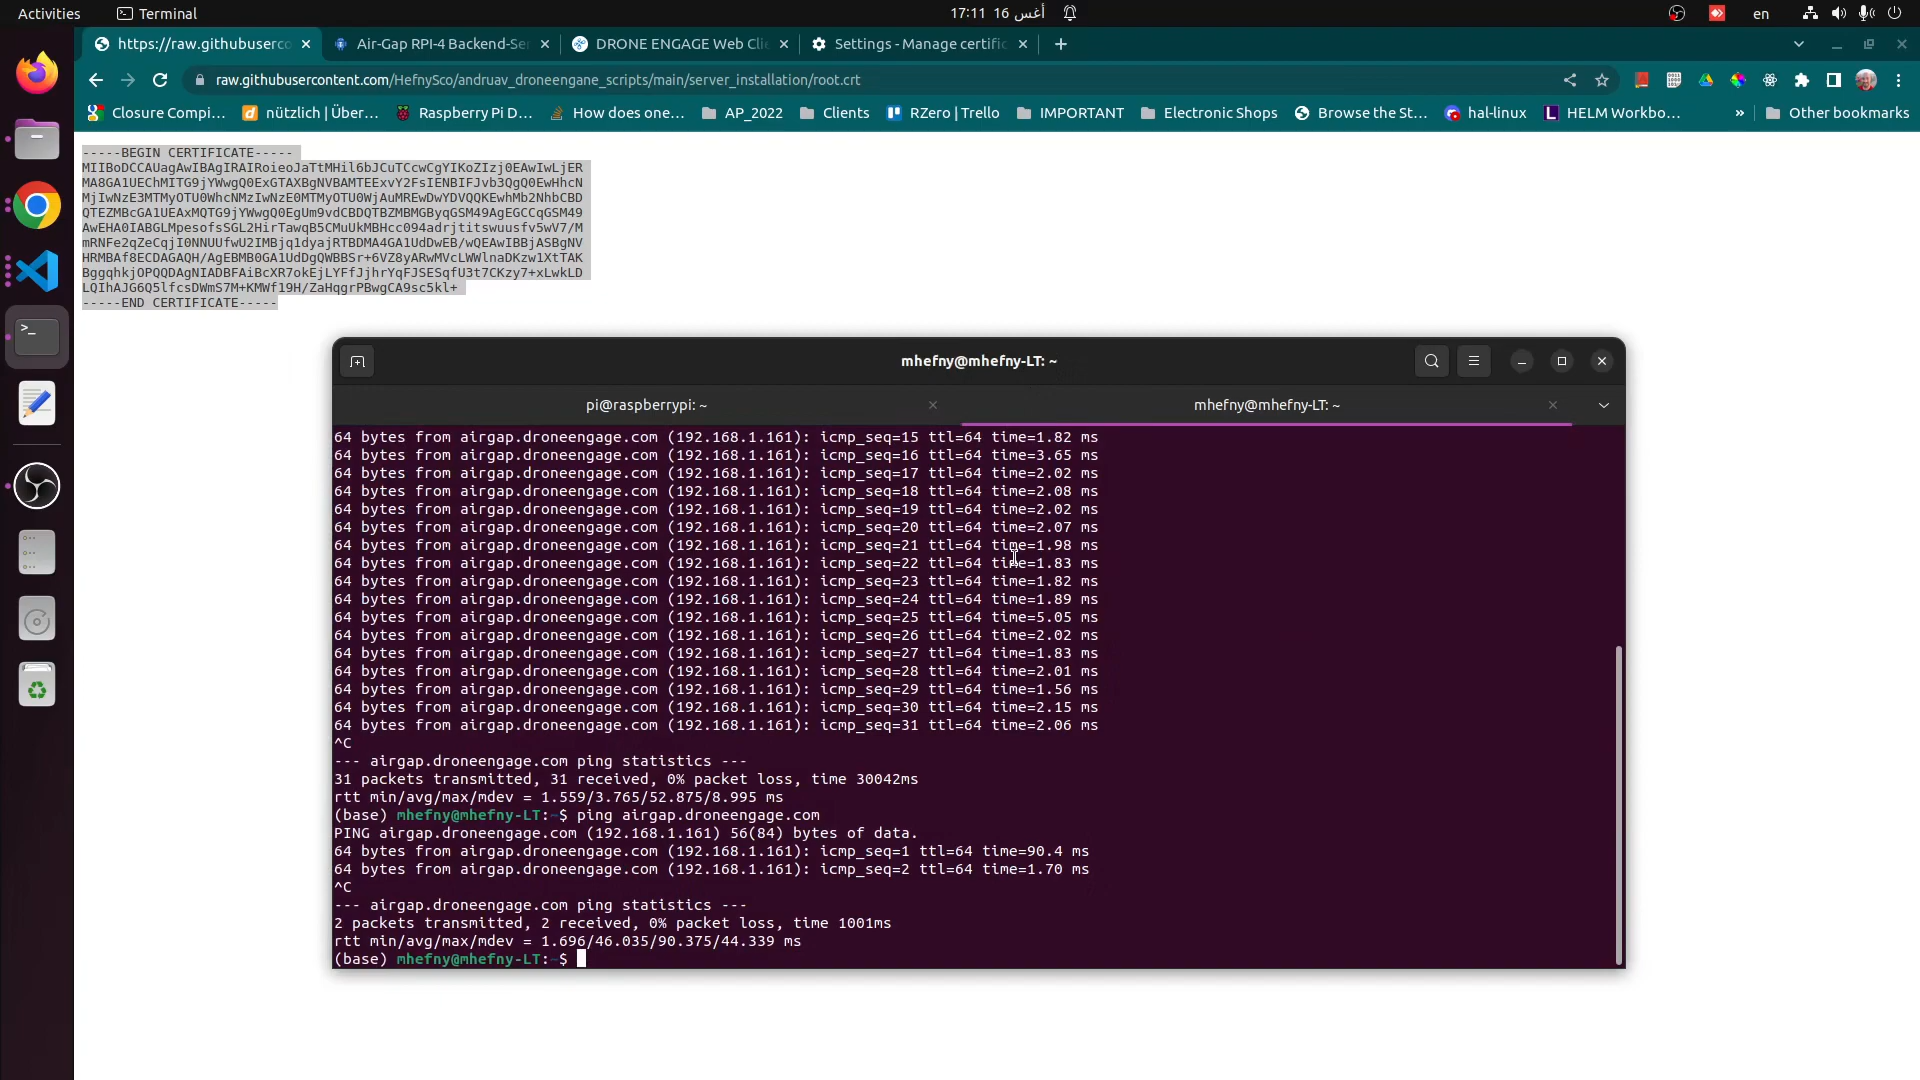 Activities
Terminal
17:11 16 أغس
en
https://raw.githubuserco
Air-Gap RPI-4 Backend-Ser
DRONE ENGAGE Web Clie
Settings - Manage certific
raw.githubusercontent.com/HefnySco/andruav_droneengane_scripts/main/server_installation/root.crt
Closure Compi...
nützlich | Über...
Raspberry Pi D...
How does one...
AP_2022
Clients
RZero | Trello
IMPORTANT
Electronic Shops
Browse the St...
hal-linux
HELM Workbo...
»
Other bookmarks
-----BEGIN CERTIFICATE-----
MIIBoDCCAUagAwIBAgIRAIRoieoJaTtMHil6bJCuTCcwCgYIKoZIzj0EAwIwLjER
MA8GA1UEChMITG9jYWwgQ0ExGTAXBgNVBAMTEExvY2FsIENBIFJvb3QgQ0EwHhcN
MjIwNzE3MTMyOTU0WhcNMzIwNzE0MTMyOTU0WjAuMREwDwYDVQQKEwhMb2NhbCBD
QTEZMBcGA1UEAxMQTG9jYWwgQ0EgUm9vdCBDQTBZMBMGByqGSM49AgEGCCqGSM49
AwEHA0IABGLMpesofsSGL2HirTawqB5CMuUkMBHcc094adrjtitswuusfv5wV7/M
mRNFe2qZeCqjI0NNUUfwU2IMBjq1dyajRTBDMA4GA1UdDwEB/wQEAwIBBjASBgNV
HRMBAf8ECDAGAQH/AgEBMB0GA1UdDgQWBBSr+6VZ8yARwMVcLWWlnaDKzw1XtTAK
BggqhkjOPQQDAgNIADBFAiBcXR7okEjLYFfJjhrYqFJSESqfU3t7CKzy7+xLwkLD
LQIhAJG6Q5lfcsDWmS7M+KMWf19H/ZaHqgrPBwgCA9sc5kl+
-----END CERTIFICATE-----
mhefny@mhefny-LT: ~
pi@raspberrypi: ~
mhefny@mhefny-LT: ~
64 bytes from airgap.droneengage.com (192.168.1.161): icmp_seq=15 ttl=64 time=1.82 ms
64 bytes from airgap.droneengage.com (192.168.1.161): icmp_seq=16 ttl=64 time=3.65 ms
64 bytes from airgap.droneengage.com (192.168.1.161): icmp_seq=17 ttl=64 time=2.02 ms
64 bytes from airgap.droneengage.com (192.168.1.161): icmp_seq=18 ttl=64 time=2.08 ms
64 bytes from airgap.droneengage.com (192.168.1.161): icmp_seq=19 ttl=64 time=2.02 ms
64 bytes from airgap.droneengage.com (192.168.1.161): icmp_seq=20 ttl=64 time=2.07 ms
64 bytes from airgap.droneengage.com (192.168.1.161): icmp_seq=21 ttl=64 time=1.98 ms
64 bytes from airgap.droneengage.com (192.168.1.161): icmp_seq=22 ttl=64 time=1.83 ms
64 bytes from airgap.droneengage.com (192.168.1.161): icmp_seq=23 ttl=64 time=1.82 ms
64 bytes from airgap.droneengage.com (192.168.1.161): icmp_seq=24 ttl=64 time=1.89 ms
64 bytes from airgap.droneengage.com (192.168.1.161): icmp_seq=25 ttl=64 time=5.05 ms
64 bytes from airgap.droneengage.com (192.168.1.161): icmp_seq=26 ttl=64 time=2.02 ms
64 bytes from airgap.droneengage.com (192.168.1.161): icmp_seq=27 ttl=64 time=1.83 ms
64 bytes from airgap.droneengage.com (192.168.1.161): icmp_seq=28 ttl=64 time=2.01 ms
64 bytes from airgap.droneengage.com (192.168.1.161): icmp_seq=29 ttl=64 time=1.56 ms
64 bytes from airgap.droneengage.com (192.168.1.161): icmp_seq=30 ttl=64 time=2.15 ms
64 bytes from airgap.droneengage.com (192.168.1.161): icmp_seq=31 ttl=64 time=2.06 ms
^C
--- airgap.droneengage.com ping statistics ---
31 packets transmitted, 31 received, 0% packet loss, time 30042ms
rtt min/avg/max/mdev = 1.559/3.765/52.875/8.995 ms
(base) mhefny@mhefny-LT:~$ ping airgap.droneengage.com
PING airgap.droneengage.com (192.168.1.161) 56(84) bytes of data.
64 bytes from airgap.droneengage.com (192.168.1.161): icmp_seq=1 ttl=64 time=90.4 ms
64 bytes from airgap.droneengage.com (192.168.1.161): icmp_seq=2 ttl=64 time=1.70 ms
^C
--- airgap.droneengage.com ping statistics ---
2 packets transmitted, 2 received, 0% packet loss, time 1001ms
rtt min/avg/max/mdev = 1.696/46.035/90.375/44.339 ms
(base) mhefny@mhefny-LT:~$